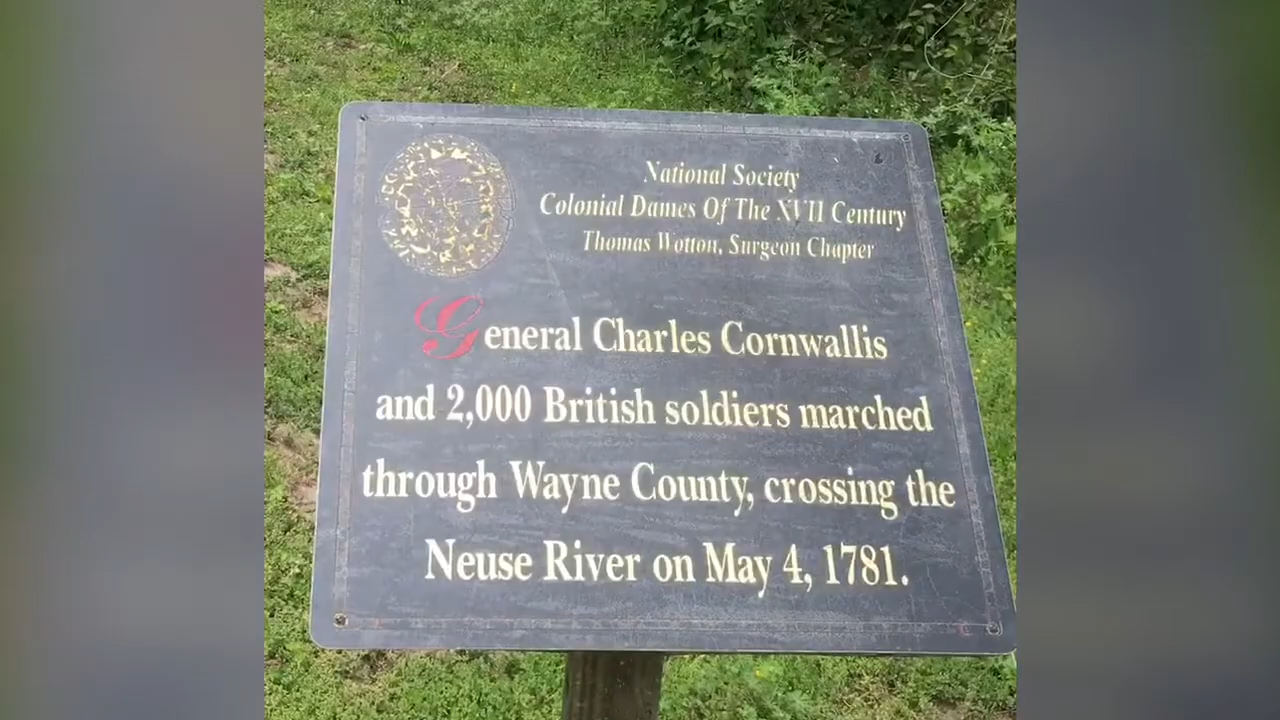 National Society
Colonial Dames Of The XVII Century
Thomas Wotton, Surgeon Chapter
General Charles Cornwallis
and 2,000 British soldiers marched
through Wayne County, crossing the
Neuse River on May 4, 1781.